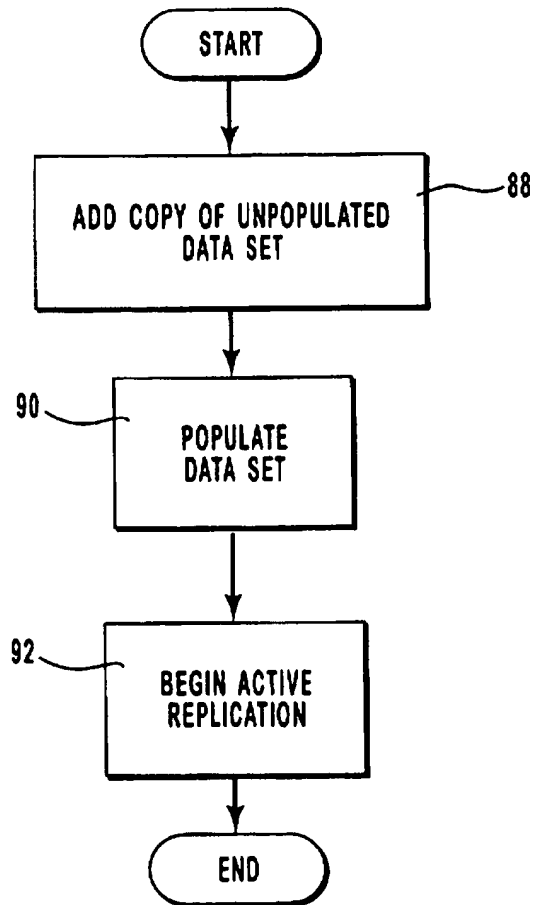 START
ADD COPY OF UNPOPULATED
DATA SET
88
90
POPULATE
DATA SET
92
BEGIN ACTIVE
REPLICATION
END